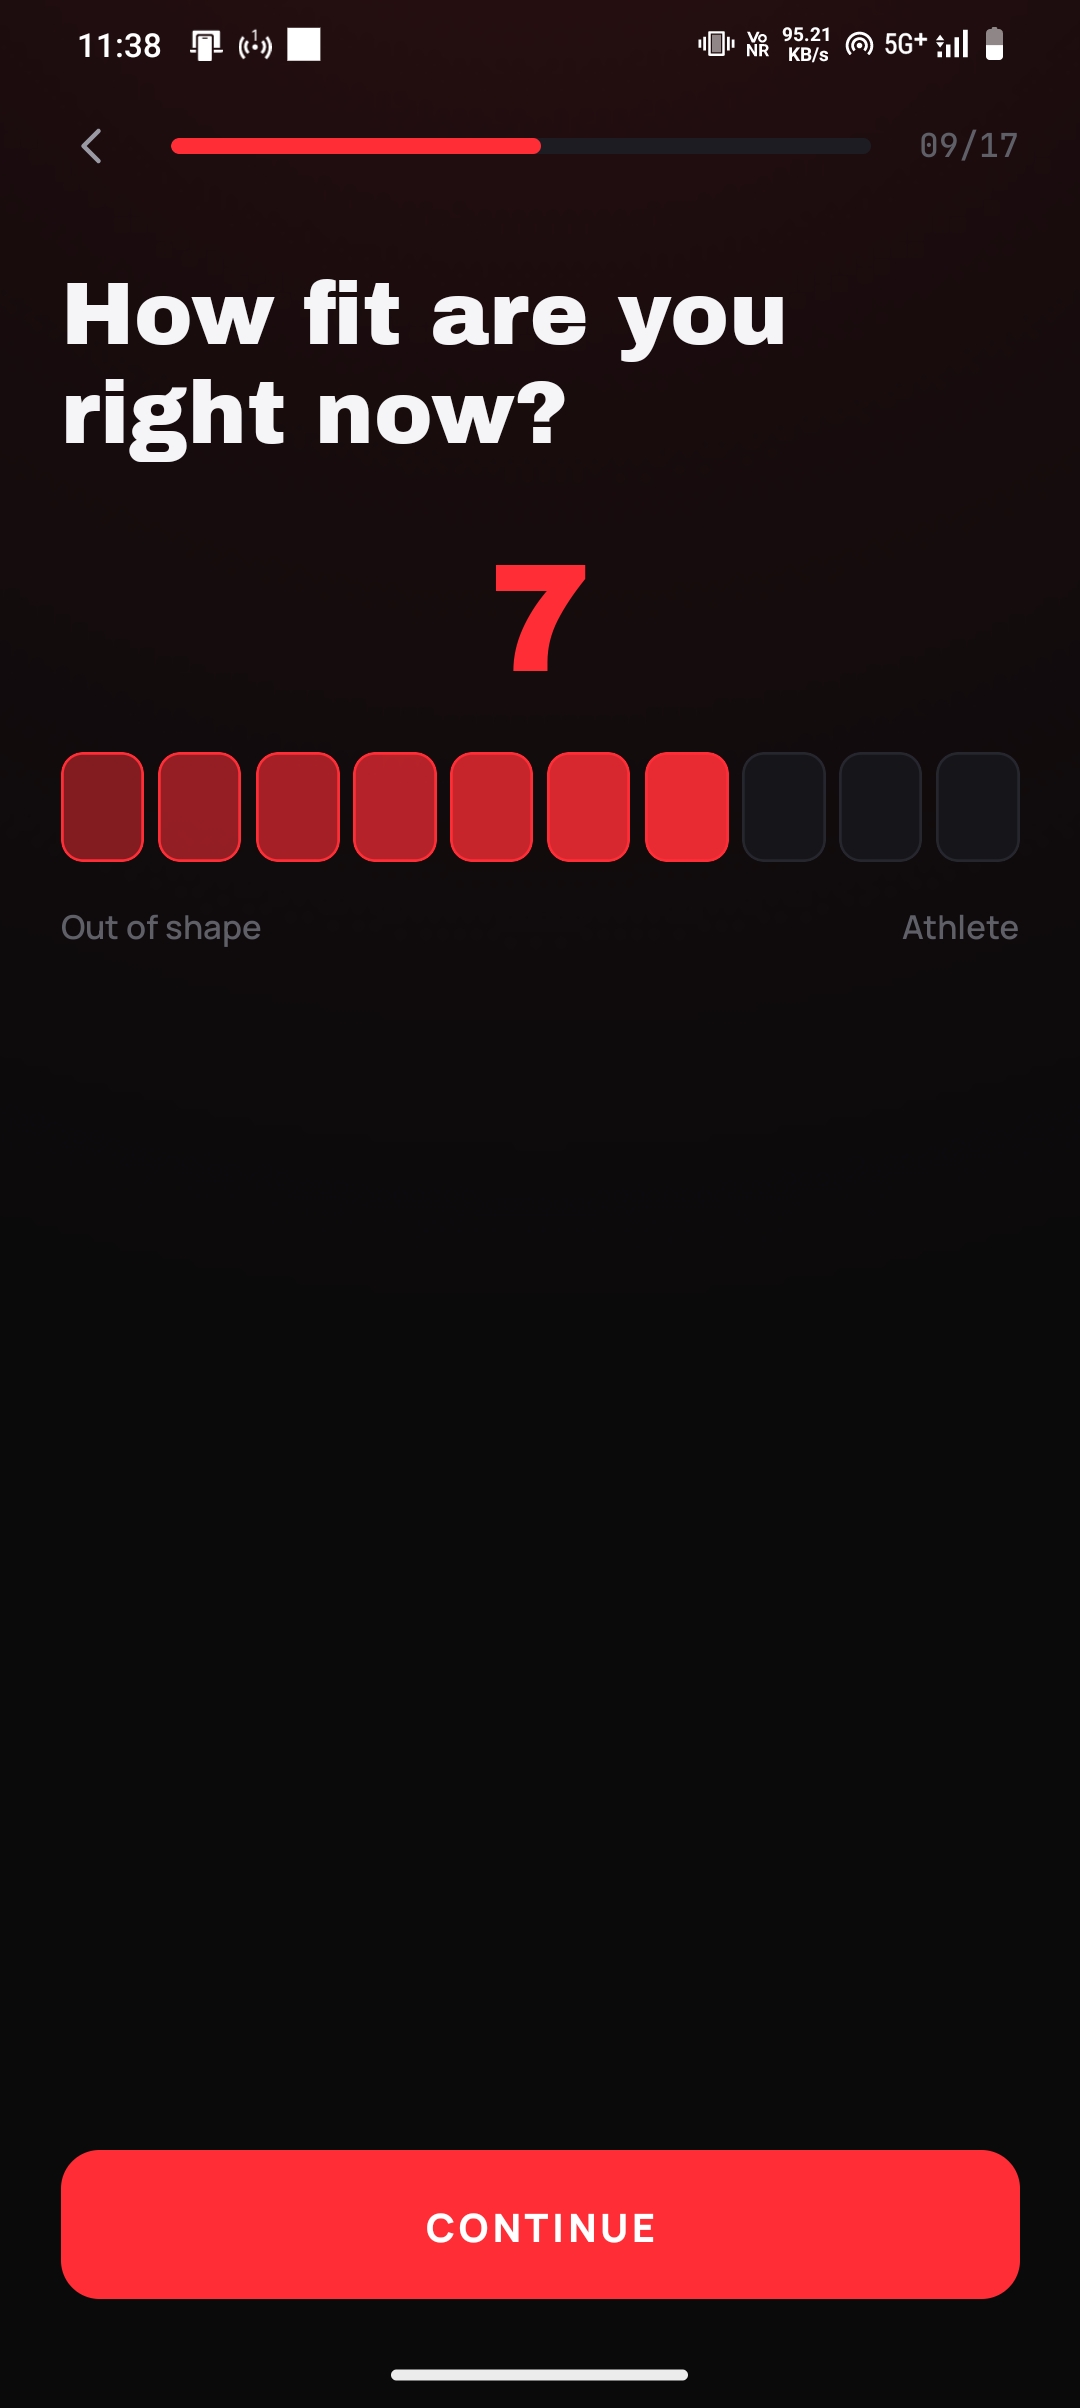 11:38
1
Vo
NR
95.21
KB/s
5G+
09/17
How fit are you
right now?
7
Out of shape
Athlete
CONTINUE